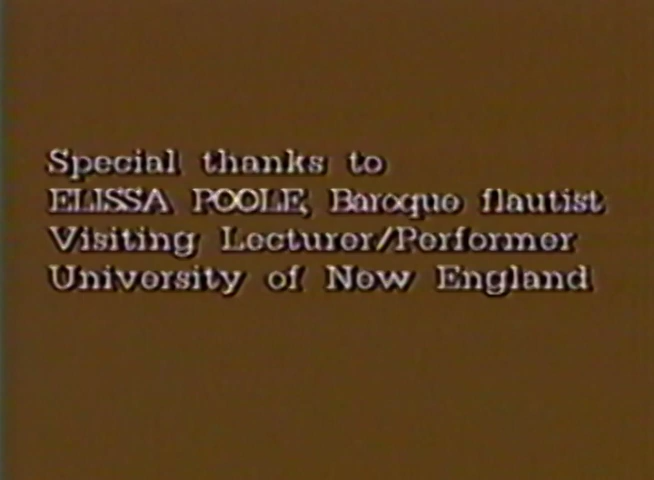 Special thanks to
ELISSA POOLE, Baroque flautist
Visiting Lecturer/Performer
University of New England